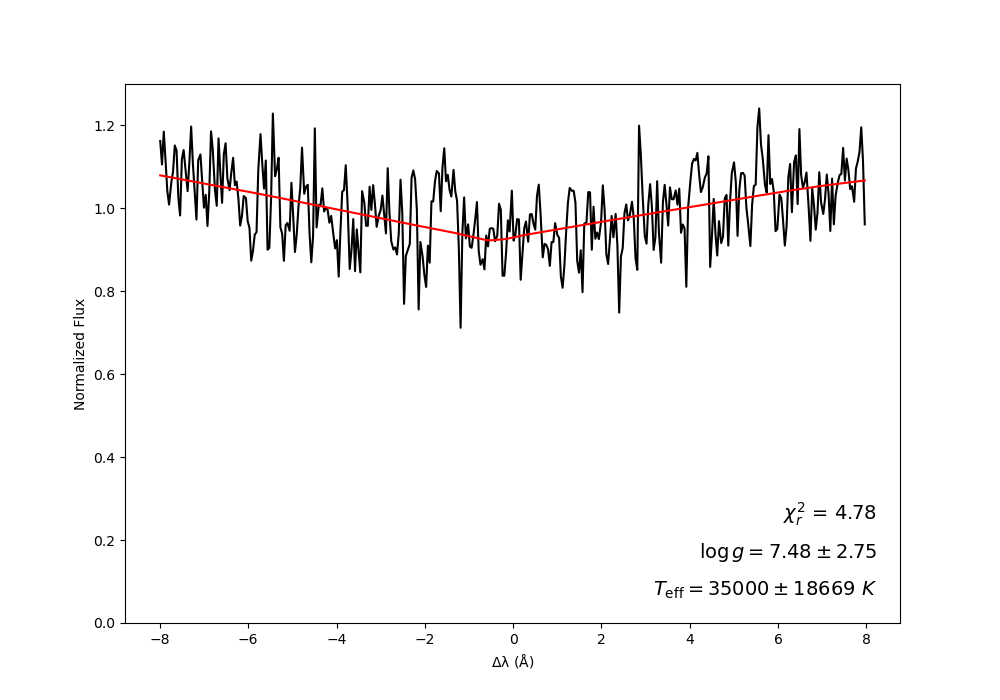 1.2
1.0
0.8
0.6
0.4
0.2
0.0
Normalized Flux
χ²ᵣ = 4.78
log g = 7.48 ± 2.75
T_eff = 35000 ± 18669 K
−8 −6 −4 −2 0 2 4 6 8
Δλ (Å)